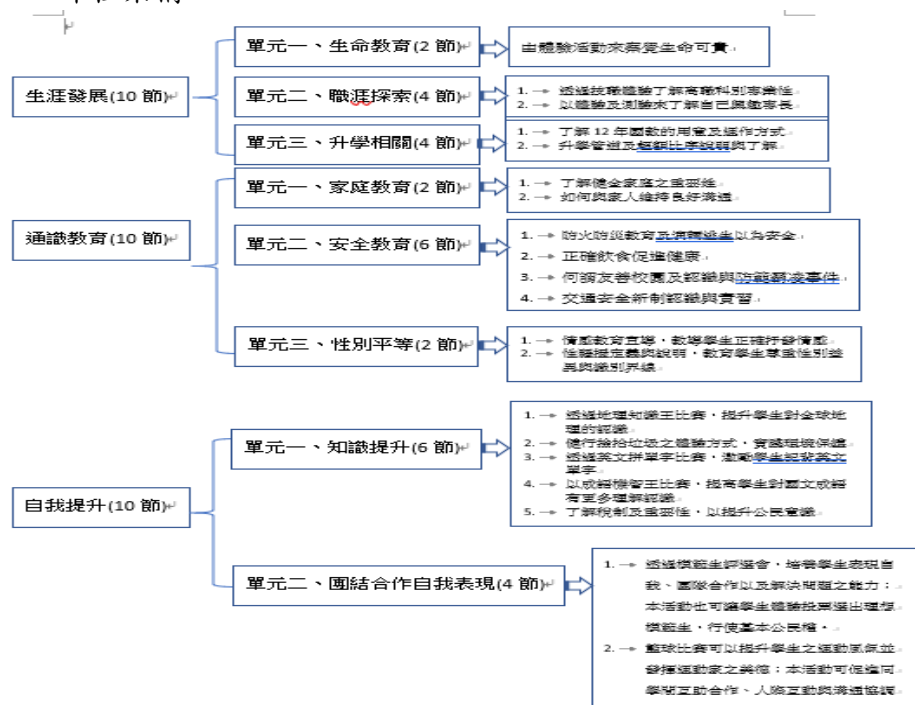 單元一、生命教育(2 節)
由體驗活動來察覺生命可貴
生涯發展(10 節)
單元二、職涯探索(4 節)
1. 透過技職體驗了解高職科別專業性
2. 以體驗及測驗來了解自己興趣專長
單元三、升學相關(4 節)
1. 了解 12 年國教的用意及運作方式
2. 升學管道及超額比序說明與了解
單元一、家庭教育(2 節)
1. 了解健全家庭之重要姓
2. 如何與家人維持良好溝通
通識教育(10 節)
單元二、安全教育(6 節)
1. 防火防災教育及演輯逃生以為安全
2. 正確飲食促進健康
3. 何謂友善校園及認識與防範霸凌事件
4. 交通安全新制認識與實習
單元三、性別平等(2 節)
1. 情感教育宣導，教導學生正確抒發情感
2. 性騷擾定義與說明，教育學生尊重性別差
異與識別界線
單元一、知識提升(6 節)
1. 透過地理知識王比賽，提升學生對全球地
理的認識
2. 健行撿拾垃圾之體驗方式，實踐環境保護
3. 透過英文拼單字比賽，激勵學生起背英文
單字
4. 以成語機智王比賽，提高學生對國文成語
有更多理解認識
5. 了解稅制及重要性，以提升公民意識
自我提升(10 節)
單元二、團結合作自我表現(4 節)
1. 透過模範生評選會，培養學生表現自
我、團隊合作以及解決問題之能力；
本活動也可讓學生體驗投票選出理想
模範生，行使基本公民權。
2. 籃球比賽可以提升學生之運動風氣並
發揮運動家之美德；本活動可促進同
學間互助合作、人際互動與溝通協調